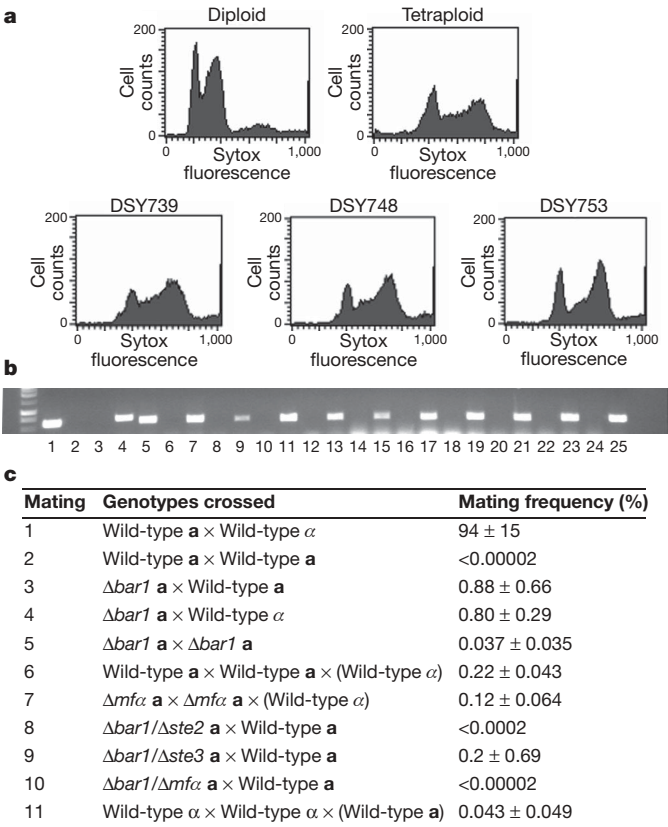 a
Diploid
Tetraploid
200
Cell counts
0
0
Sytox
1,000
fluorescence
200
Cell counts
0
0
Sytox
1,000
fluorescence
DSY739
DSY748
DSY753
200
Cell counts
0
0
Sytox
1,000
fluorescence
200
Cell counts
0
0
Sytox
1,000
fluorescence
200
Cell counts
0
0
Sytox
1,000
fluorescence
b
1 2 3 4 5 6 7 8 9 10 11 12 13 14 15 16 17 18 19 20 21 22 23 24 25
c
Mating Genotypes crossed Mating frequency (%)
1 Wild-type a × Wild-type α 94 ± 15
2 Wild-type a × Wild-type a <0.00002
3 Δbar1 a × Wild-type a 0.88 ± 0.66
4 Δbar1 a × Wild-type α 0.80 ± 0.29
5 Δbar1 a × Δbar1 a 0.037 ± 0.035
6 Wild-type a × Wild-type a × (Wild-type α) 0.22 ± 0.043
7 Δmfα a × Δmfα a × (Wild-type α) 0.12 ± 0.064
8 Δbar1/Δste2 a × Wild-type a <0.0002
9 Δbar1/Δste3 a × Wild-type a 0.2 ± 0.69
10 Δbar1/Δmfα a × Wild-type a <0.00002
11 Wild-type α × Wild-type α × (Wild-type a) 0.043 ± 0.049